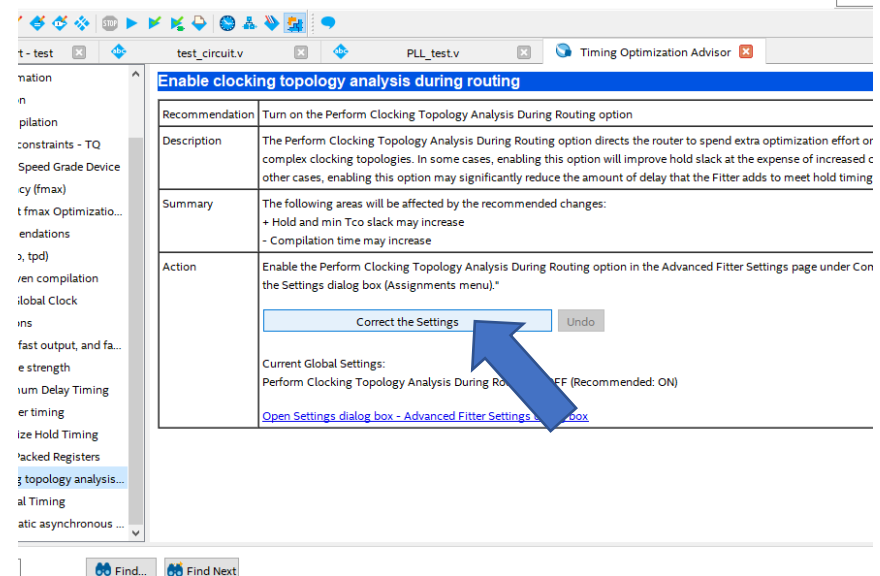 STOP
rt - test
test_circuit.v
PLL_test.v
Timing Optimization Advisor
mation
n
pilation
constraints - TQ
Speed Grade Device
cy (fmax)
t fmax Optimizatio...
endations
o, tpd)
ven compilation
lobal Clock
ns
fast output, and fa...
e strength
num Delay Timing
er timing
ize Hold Timing
Packed Registers
g topology analysis...
al Timing
atic asynchronous ...
Enable clocking topology analysis during routing
Recommendation Turn on the Perform Clocking Topology Analysis During Routing option
Description The Perform Clocking Topology Analysis During Routing option directs the router to spend extra optimization effort or
complex clocking topologies. In some cases, enabling this option will improve hold slack at the expense of increased c
other cases, enabling this option may significantly reduce the amount of delay that the Fitter adds to meet hold timing
Summary The following areas will be affected by the recommended changes:
+ Hold and min Tco slack may increase
- Compilation time may increase
Action Enable the Perform Clocking Topology Analysis During Routing option in the Advanced Fitter Settings page under Con
the Settings dialog box (Assignments menu)."
Correct the Settings Undo
Current Global Settings:
Perform Clocking Topology Analysis During Ro FF (Recommended: ON)
Open Settings dialog box - Advanced Fitter Settings box
Find... Find Next